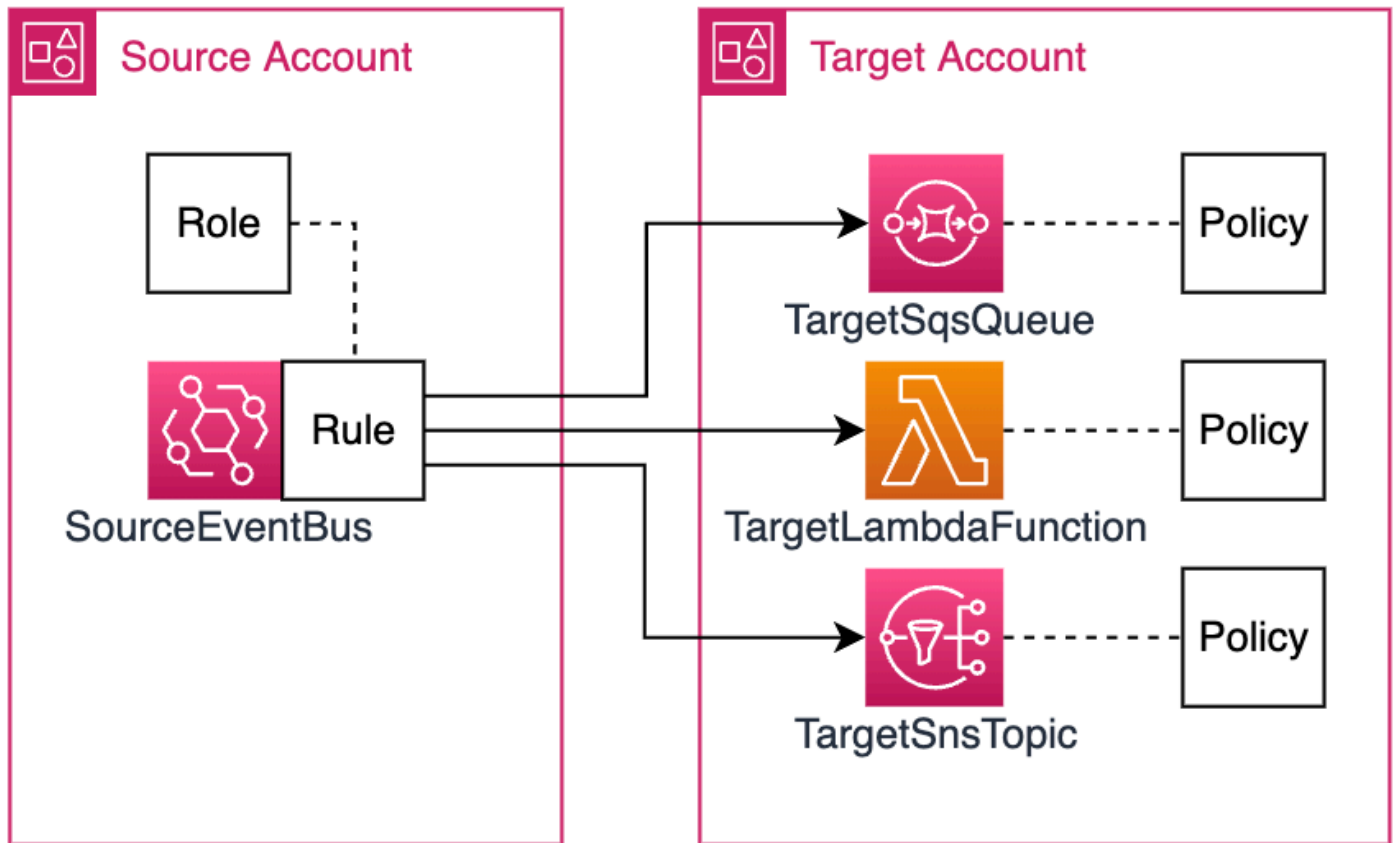 Source Account
Target Account
Role
Policy
TargetSqsQueue
Rule
Policy
SourceEventBus
TargetLambdaFunction
Policy
TargetSnsTopic